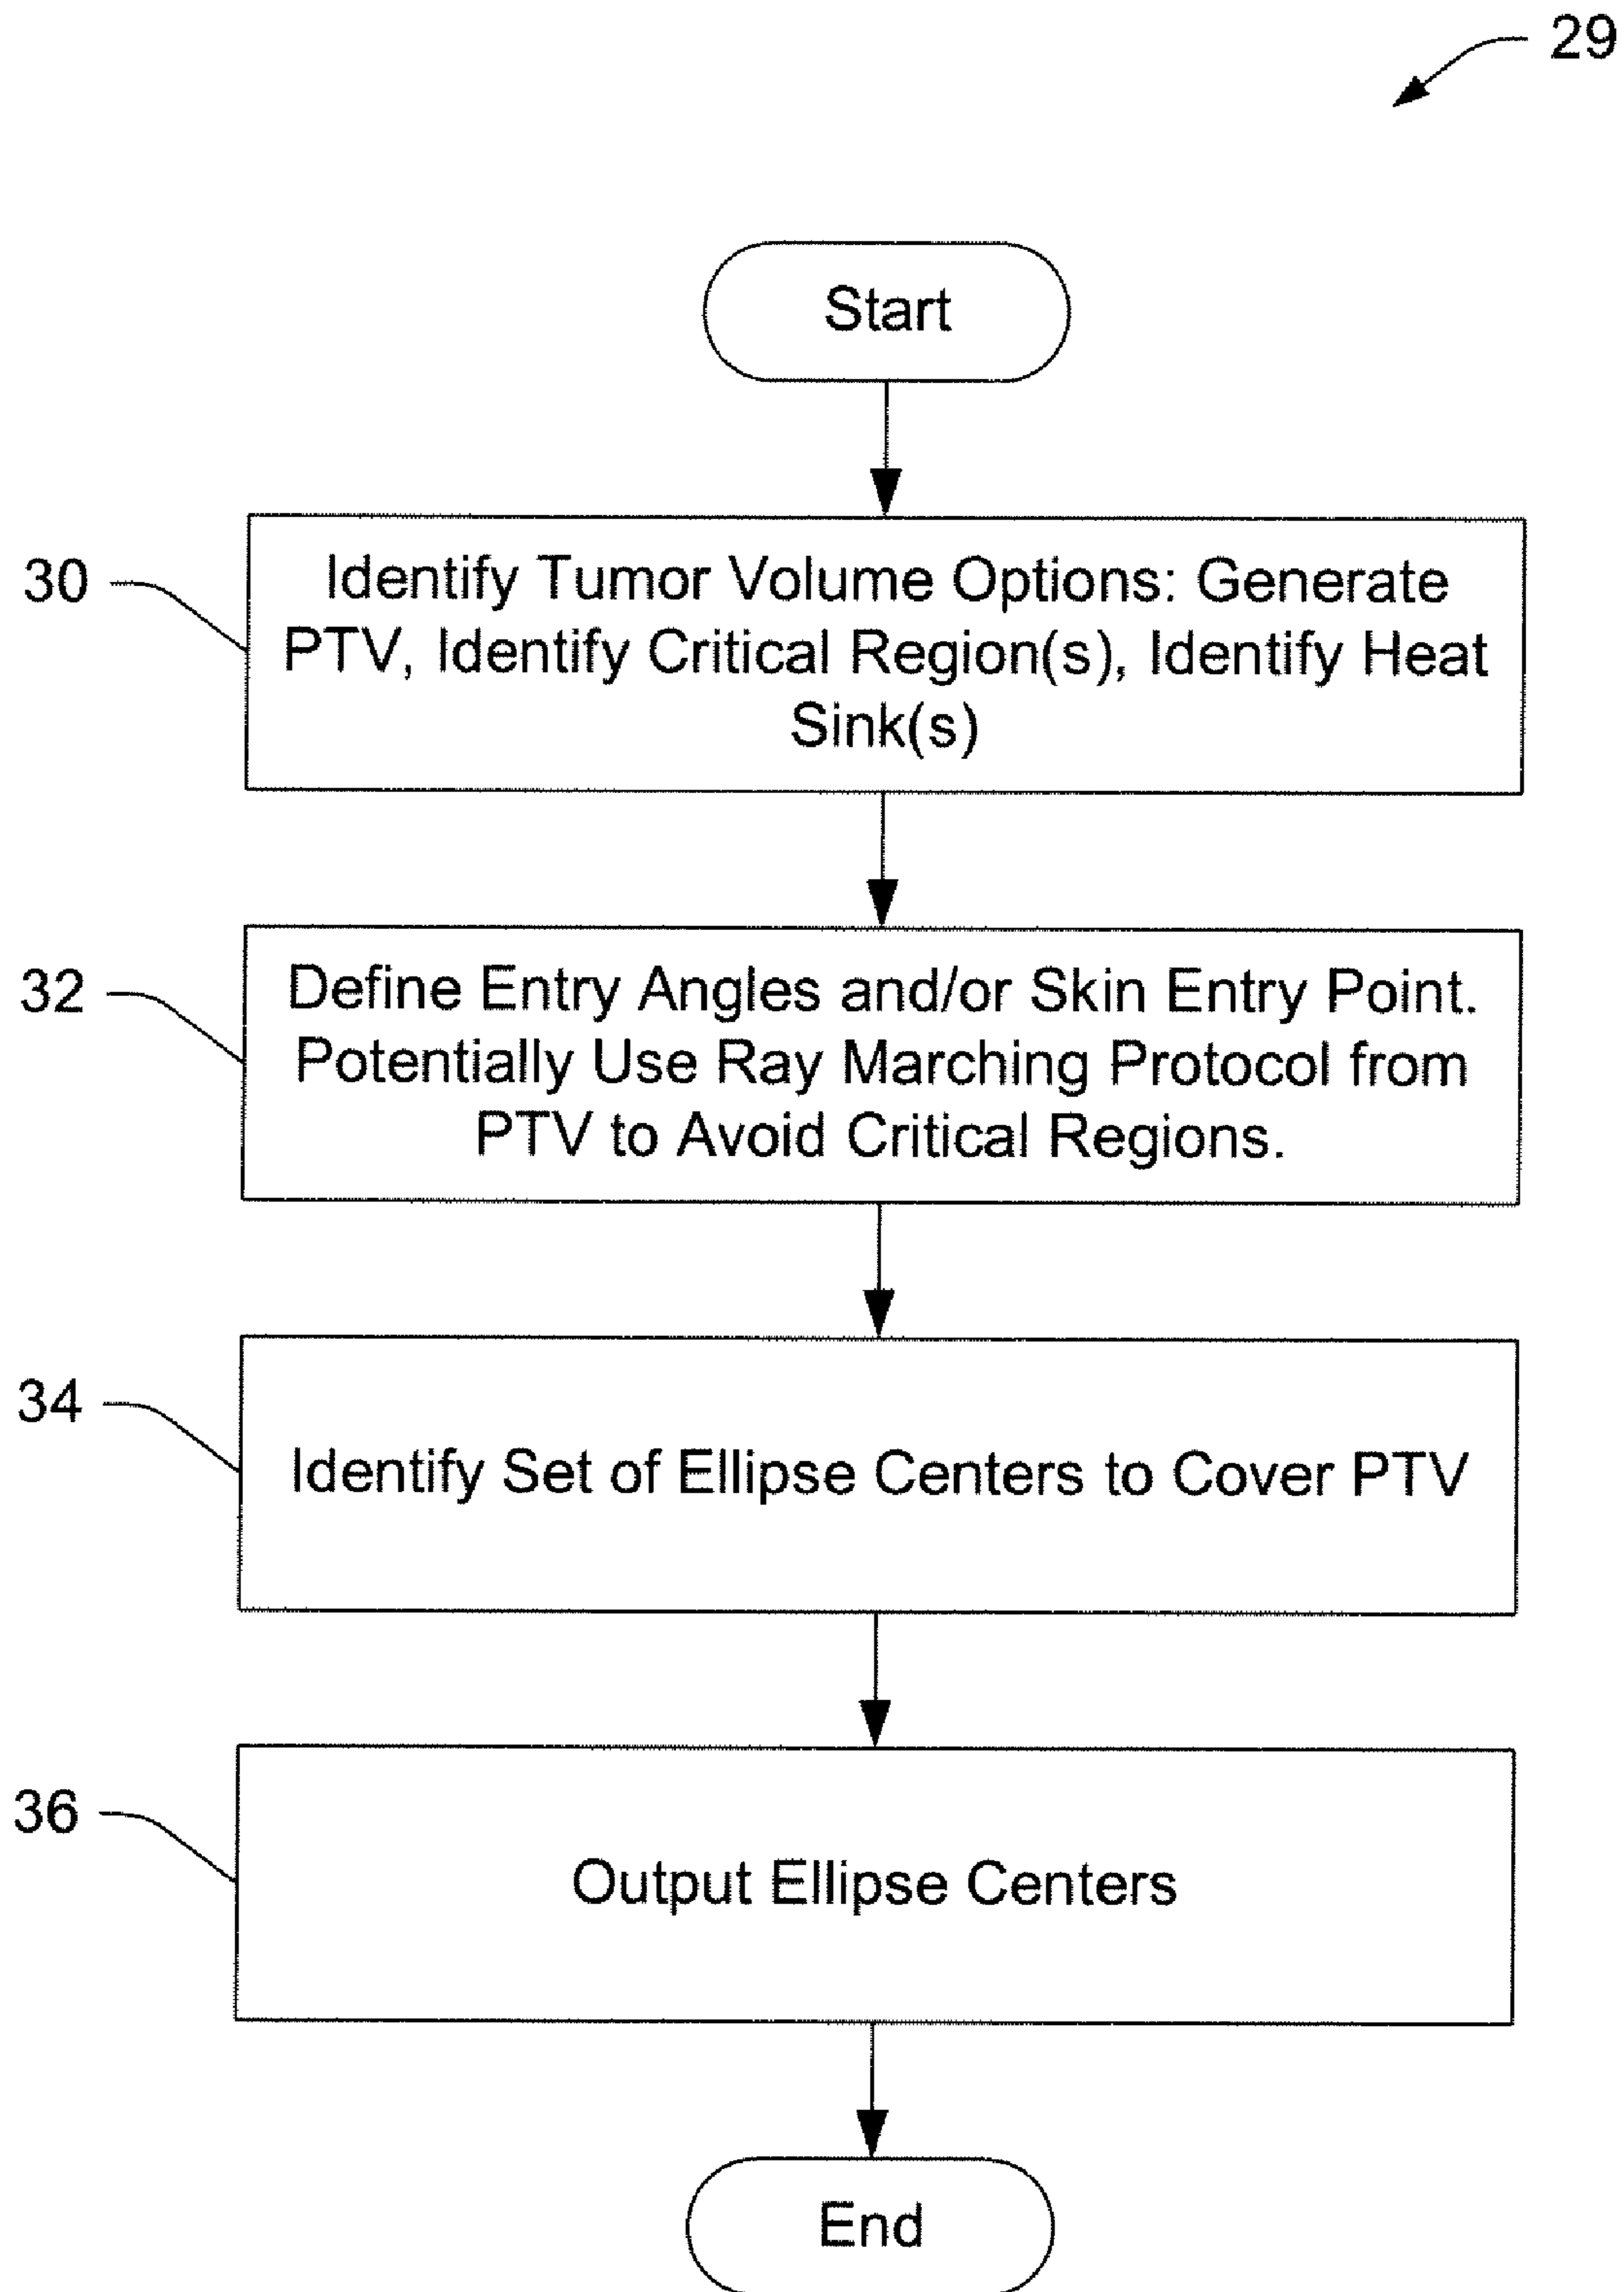 29
Start
30
Identify Tumor Volume Options: Generate
PTV, Identify Critical Region(s), Identify Heat
Sink(s)
32
Define Entry Angles and/or Skin Entry Point.
Potentially Use Ray Marching Protocol from
PTV to Avoid Critical Regions.
34
Identify Set of Ellipse Centers to Cover PTV
36
Output Ellipse Centers
End